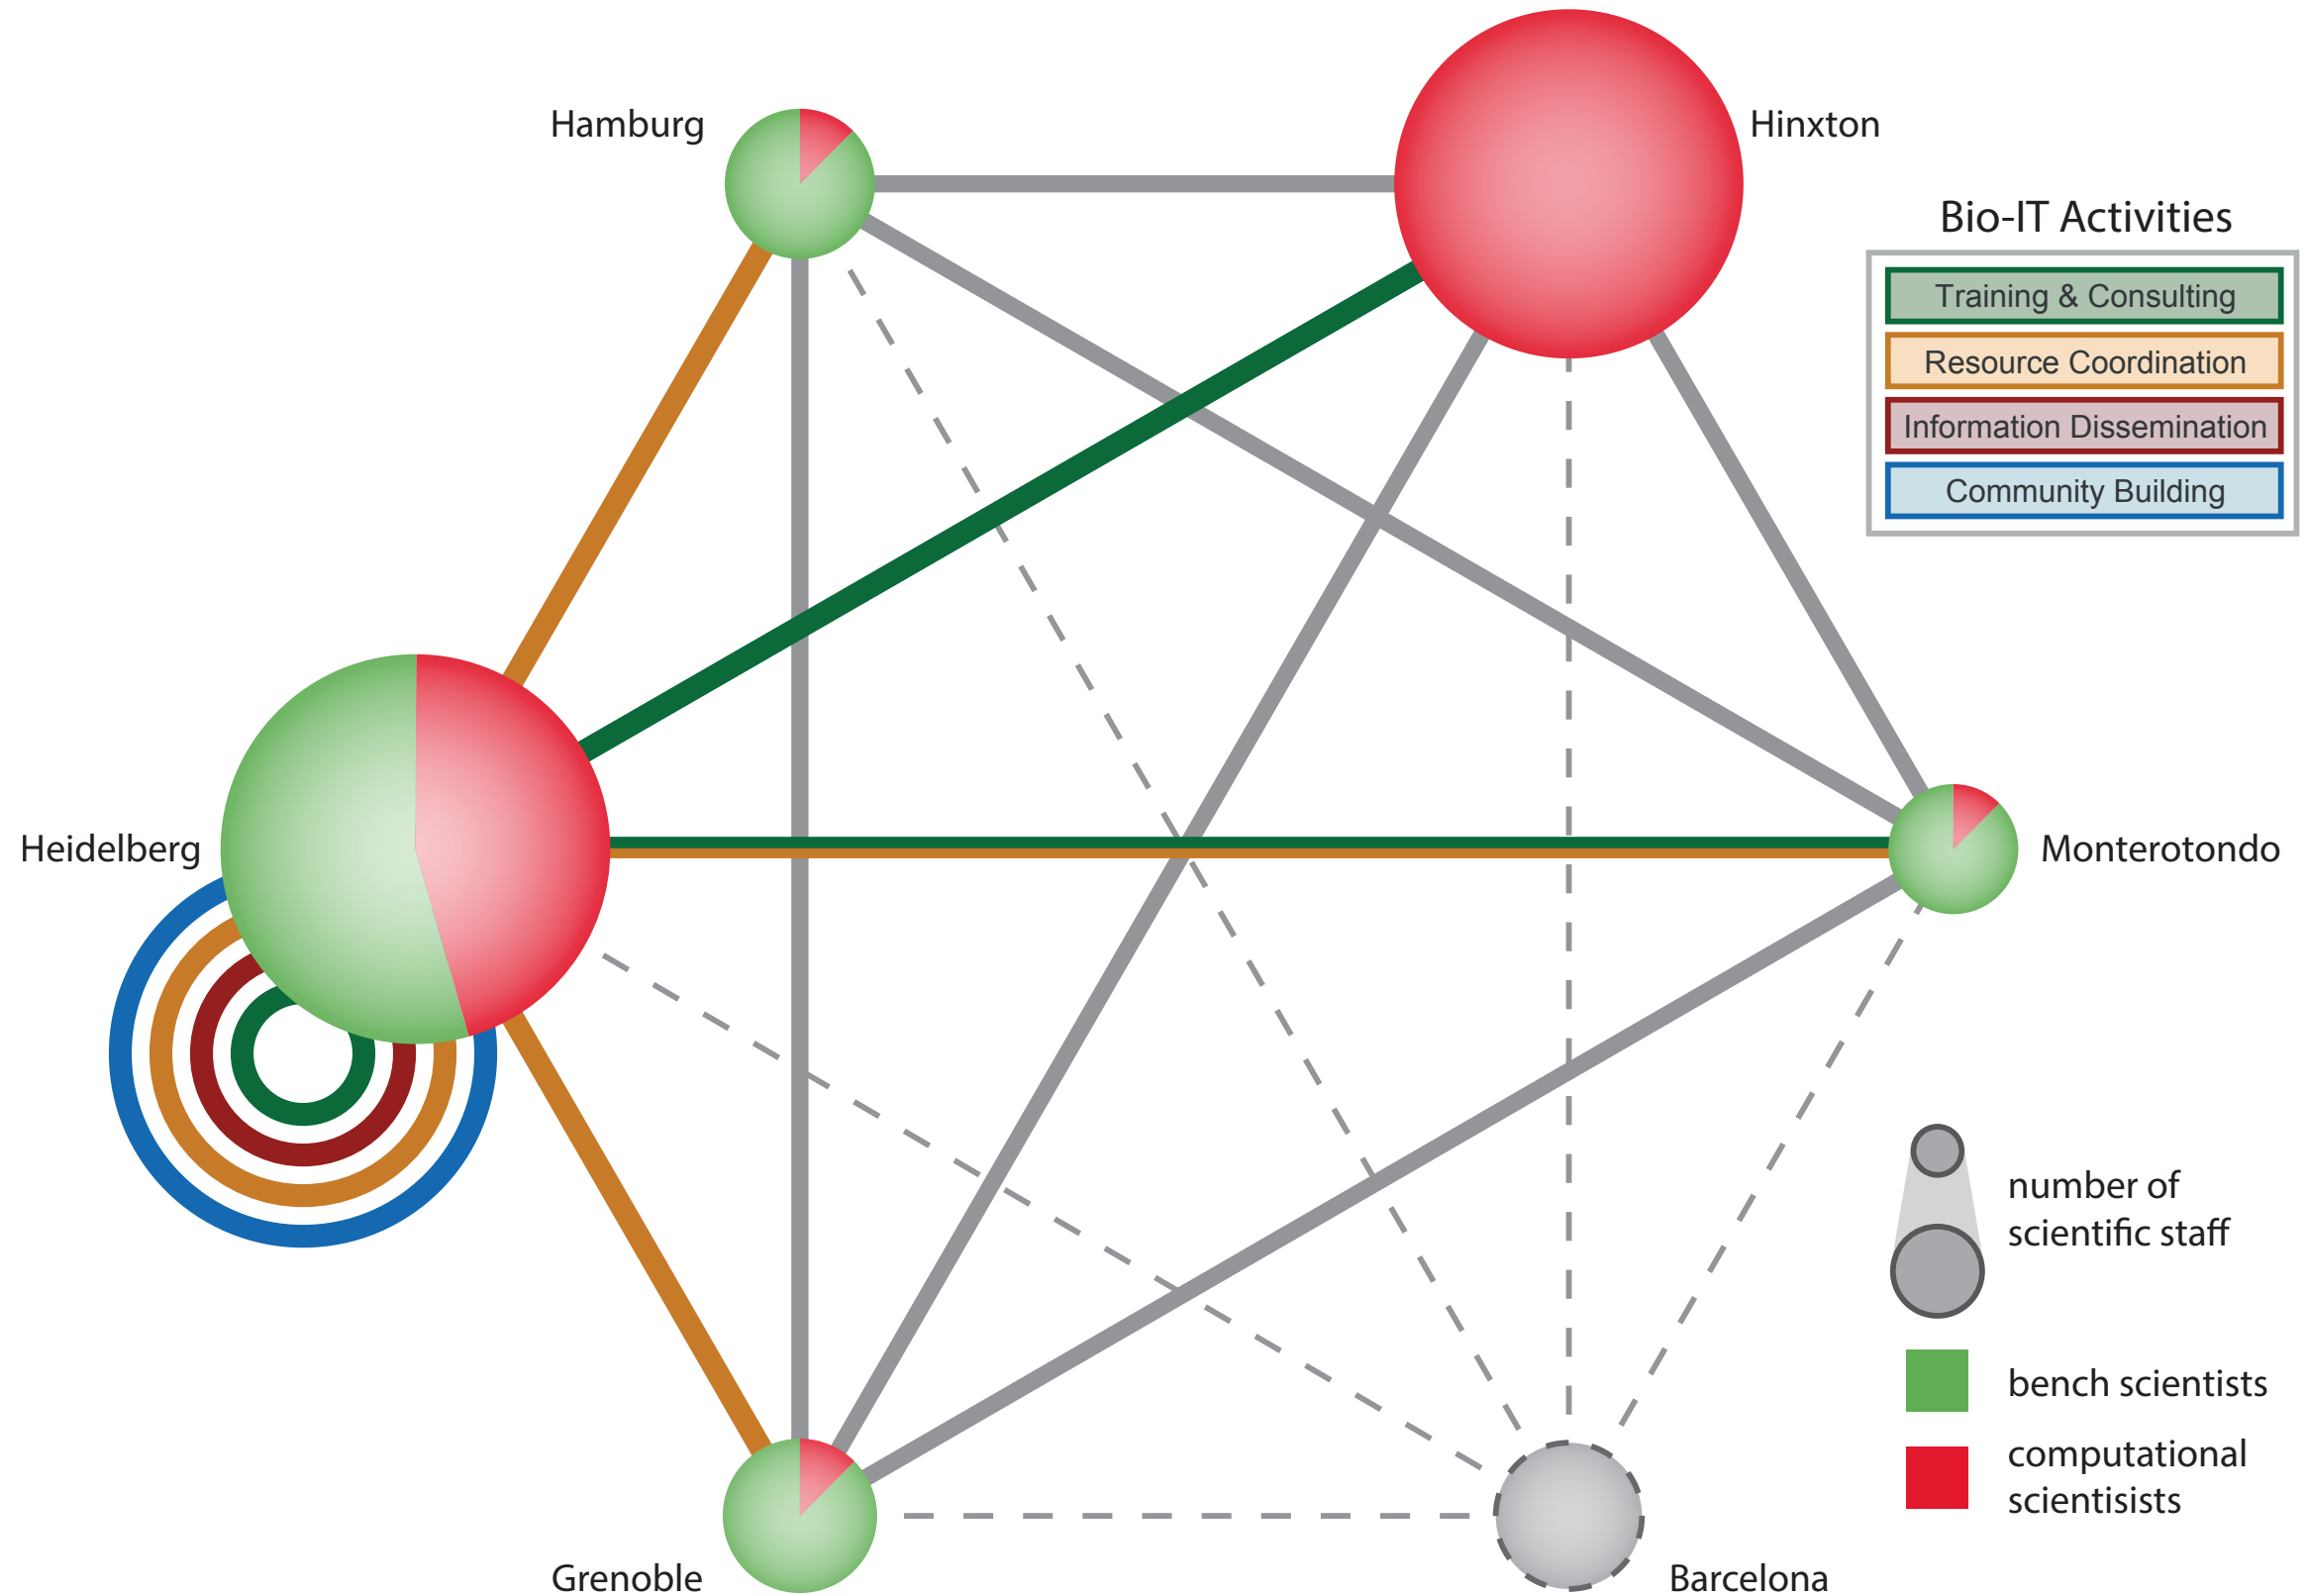 Hamburg
Hinxton
Bio-IT Activities
Training & Consulting
Resource Coordination
Information Dissemination
Community Building
Heidelberg
Monterotondo
number of
scientific staff
bench scientists
computational
scientisists
Grenoble
Barcelona